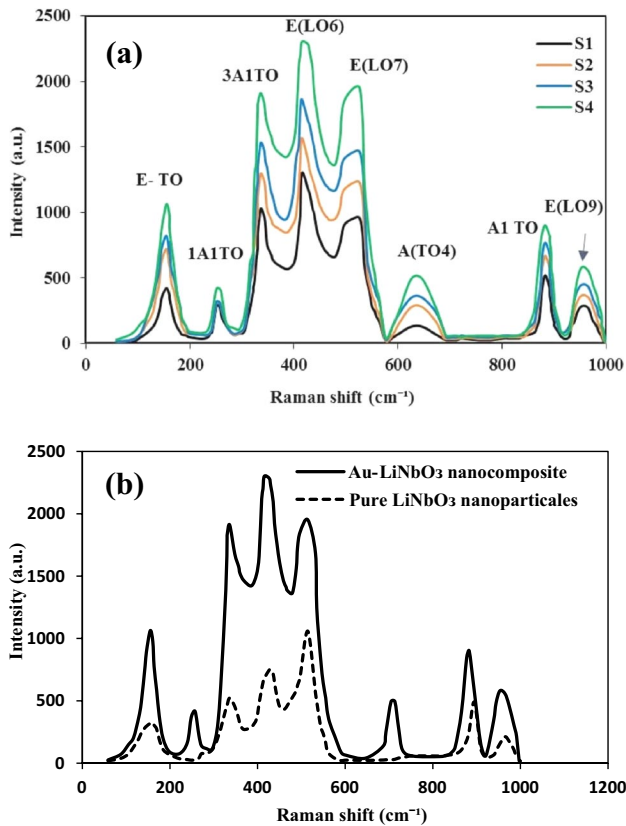 (a)
2500
2000
1500
1000
500
0
Intensity (a.u.)
E- TO
1A1TO
3A1TO
E(LO6)
E(LO7)
A(TO4)
A1 TO
E(LO9)
S1
S2
S3
S4
0 200 400 600 800 1000
Raman shift (cm⁻¹)
(b)
2500
2000
1500
1000
500
0
Intensity (a.u.)
Au-LiNbO₃ nanocomposite
Pure LiNbO₃ nanoparticales
0 200 400 600 800 1000 1200
Raman shift (cm⁻¹)